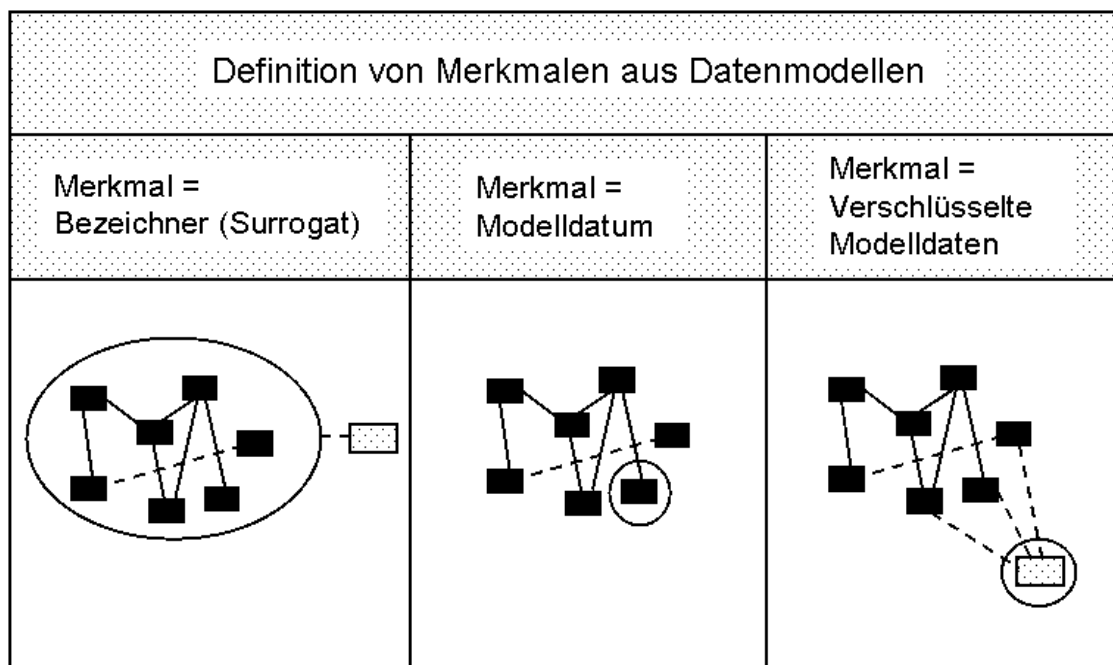 Definition von Merkmalen aus Datenmodellen
Merkmal =
Bezeichner (Surrogat)
Merkmal =
Modelldatum
Merkmal =
Verschlüsselte
Modelldaten